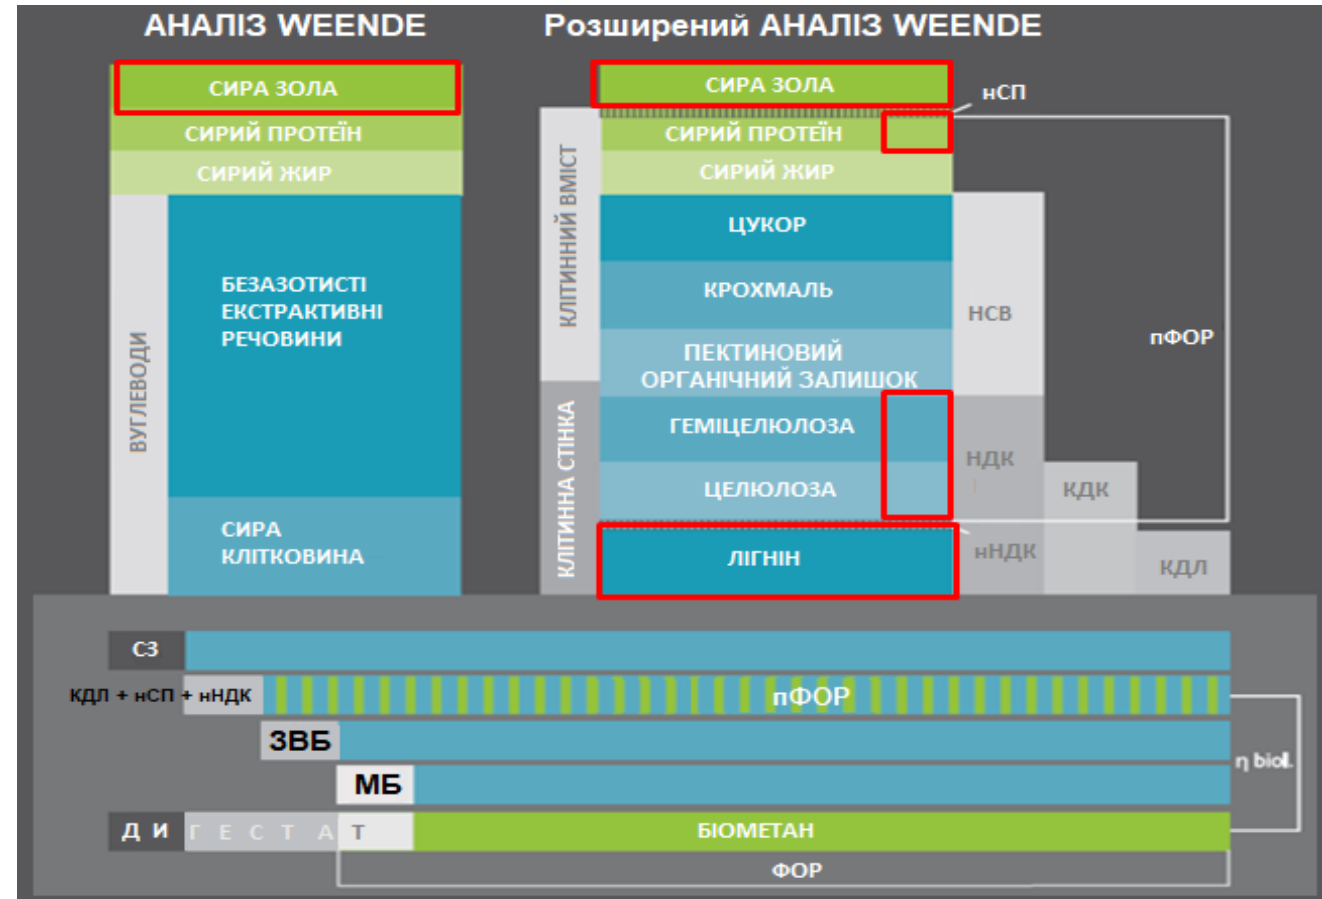 АНАЛІЗ WEENDE
СИРА ЗОЛА
СИРИЙ ПРОТЕЇН
СИРИЙ ЖИР
ВУГЛЕВОДИ
БЕЗАЗОТИСТІ
ЕКСТРАКТИВНІ
РЕЧОВИНИ
СИРА
КЛІТКОВИНА
Розширений АНАЛІЗ WEENDE
СИРА ЗОЛА
нСП
СИРИЙ ПРОТЕЇН
СИРИЙ ЖИР
КЛІТИННИЙ ВМІСТ
ЦУКОР
КРОХМАЛЬ
ПЕКТИНОВИЙ
ОРГАНІЧНИЙ ЗАЛИШОК
КЛІТИННА СТІНКА
ГЕМІЦЕЛЮЛОЗА
ЦЕЛЮЛОЗА
ЛІГНІН
НСВ
НДК
нНДК
КДК
КДЛ
пФОР
СЗ
КДЛ + нСП + нНДК
пФОР
ЗВБ
МБ
η biol.
ДИГЕСТАТ
БІОМЕТАН
ФОР